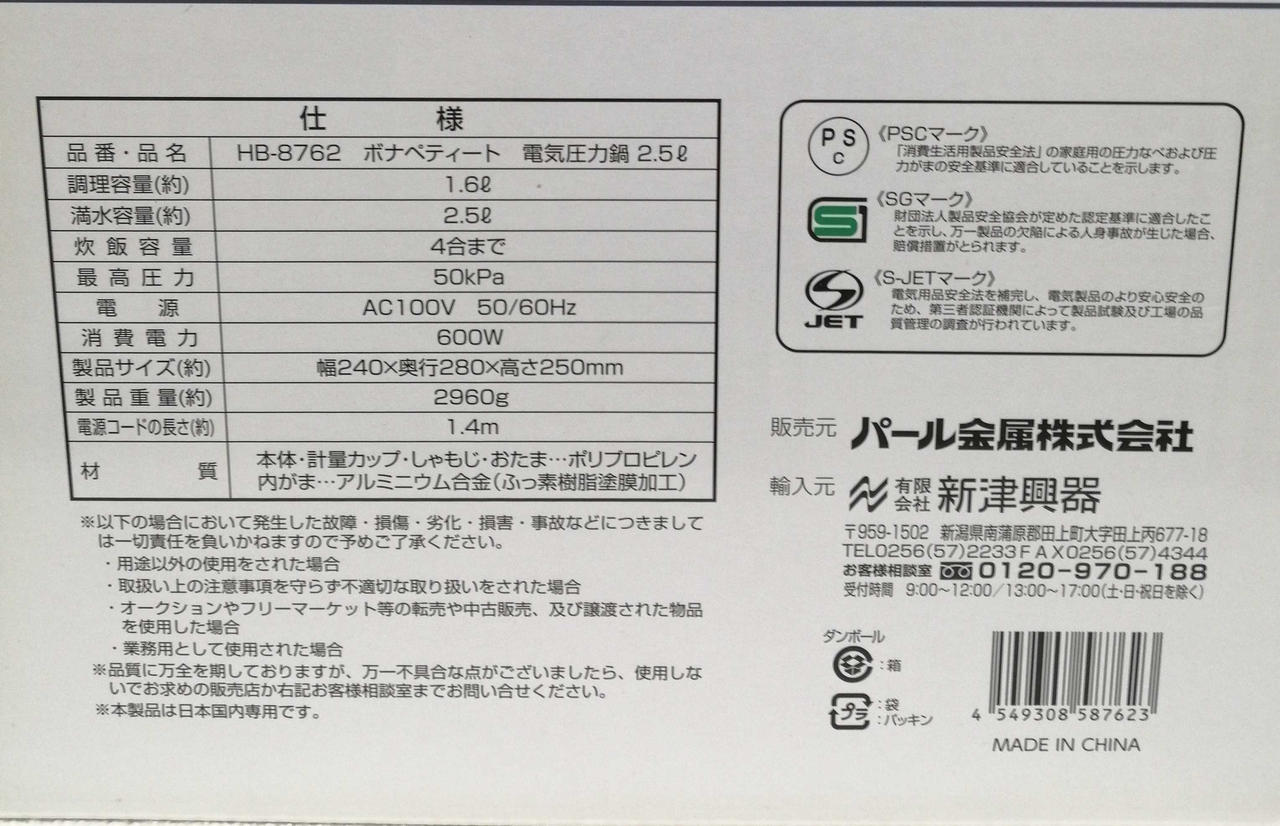 仕 様
品番・品名 HB-8762 ボナペティート 電気圧力鍋 2.5ℓ
調理容量(約) 1.6ℓ
満水容量(約) 2.5ℓ
炊飯容量 4合まで
最高圧力 50kPa
電源 AC100V 50/60Hz
消費電力 600W
製品サイズ(約) 幅240×奥行280×高さ250mm
製品重量(約) 2960g
電源コードの長さ(約) 1.4m
材質 本体・計量カップ・しゃもじ・おたま…ポリプロピレン
内がま…アルミニウム合金(ふっ素樹脂塗膜加工)
※以下の場合において発生した故障・損傷・劣化・損害・事故などにつきまして
は一切責任を負いかねますので予めご了承ください。
・用途以外の使用をされた場合
・取扱い上の注意事項を守らず不適切な取り扱いをされた場合
・オークションやフリーマーケット等の転売や中古販売、及び譲渡された物品
を使用した場合
・業務用として使用された場合
※品質に万全を期しておりますが、万一不具合な点がございましたら、使用しな
いでお求めの販売店か右記お客様相談室までお問い合せください。
※本製品は日本国内専用です。
PS
C
《PSCマーク》
「消費生活用製品安全法」の家庭用の圧力なべおよび圧
力がまの安全基準に適合していることを示します。
《SGマーク》
財団法人製品安全協会が定めた認定基準に適合したこ
とを示し、万一製品の欠陥による人身事故が生じた場合、
賠償措置がとられます。
JET
《S-JETマーク》
電気用品安全法を補完し、電気製品のより安心安全の
ため、第三者認証機関によって製品試験及び工場の品
質管理の調査が行われています。
販売元 パール金属株式会社
輸入元 有限会社 新津興器
〒959-1502 新潟県南蒲原郡田上町大字田上丙677-18
TEL0256(57)2233FAX0256(57)4344
お客様相談室 0120-970-188
受付時間 9:00〜12:00/13:00〜17:00(土・日・祝日を除く)
ダンボール
:箱
プラ
:袋
:パッキン
4 549308 587623
MADE IN CHINA